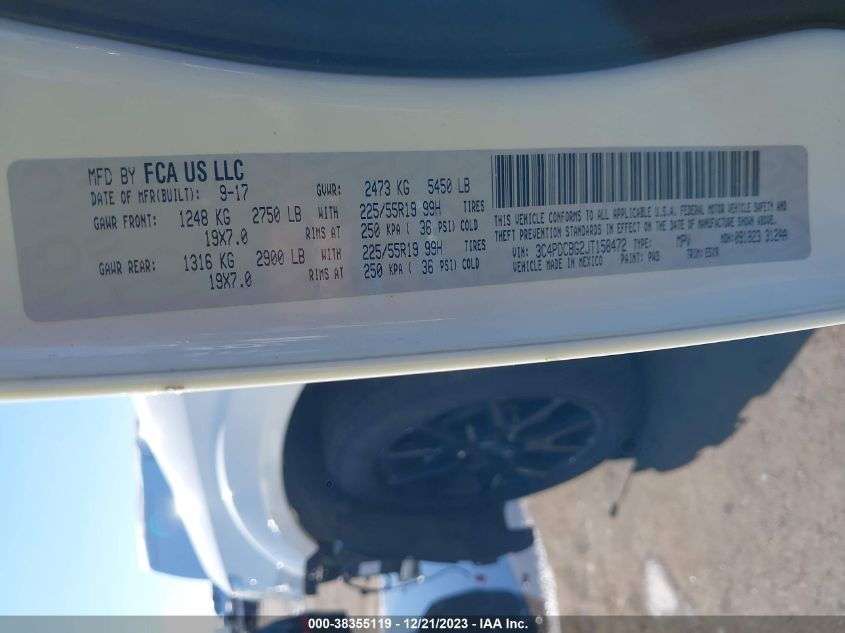 MFD BY FCA US LLC
DATE OF MFR(BUILT): 9-17 GVWR: 2473 KG 5450 LB
GAWR FRONT: 1248 KG 2750 LB WITH 225/55R19 99H TIRES
19X7.0 RIMS AT 250 KPA ( 36 PSI) COLD
GAWR REAR: 1316 KG 2900 LB WITH 225/55R19 99H TIRES
19X7.0 RIMS AT 250 KPA ( 36 PSI) COLD
THIS VEHICLE CONFORMS TO ALL APPLICABLE U.S.A. FEDERAL MOTOR VEHICLE SAFETY AND
THEFT PREVENTION STANDARDS IN EFFECT ON THE DATE OF MANUFACTURE SHOWN ABOVE.
VIN: 3C4PDCBG2JT158472 TYPE: MPV MDH: 091923 312AA
VEHICLE MADE IN MEXICO PAINT: PW3 TRIM: E5X9
000-38355119 - 12/21/2023 - IAA Inc.